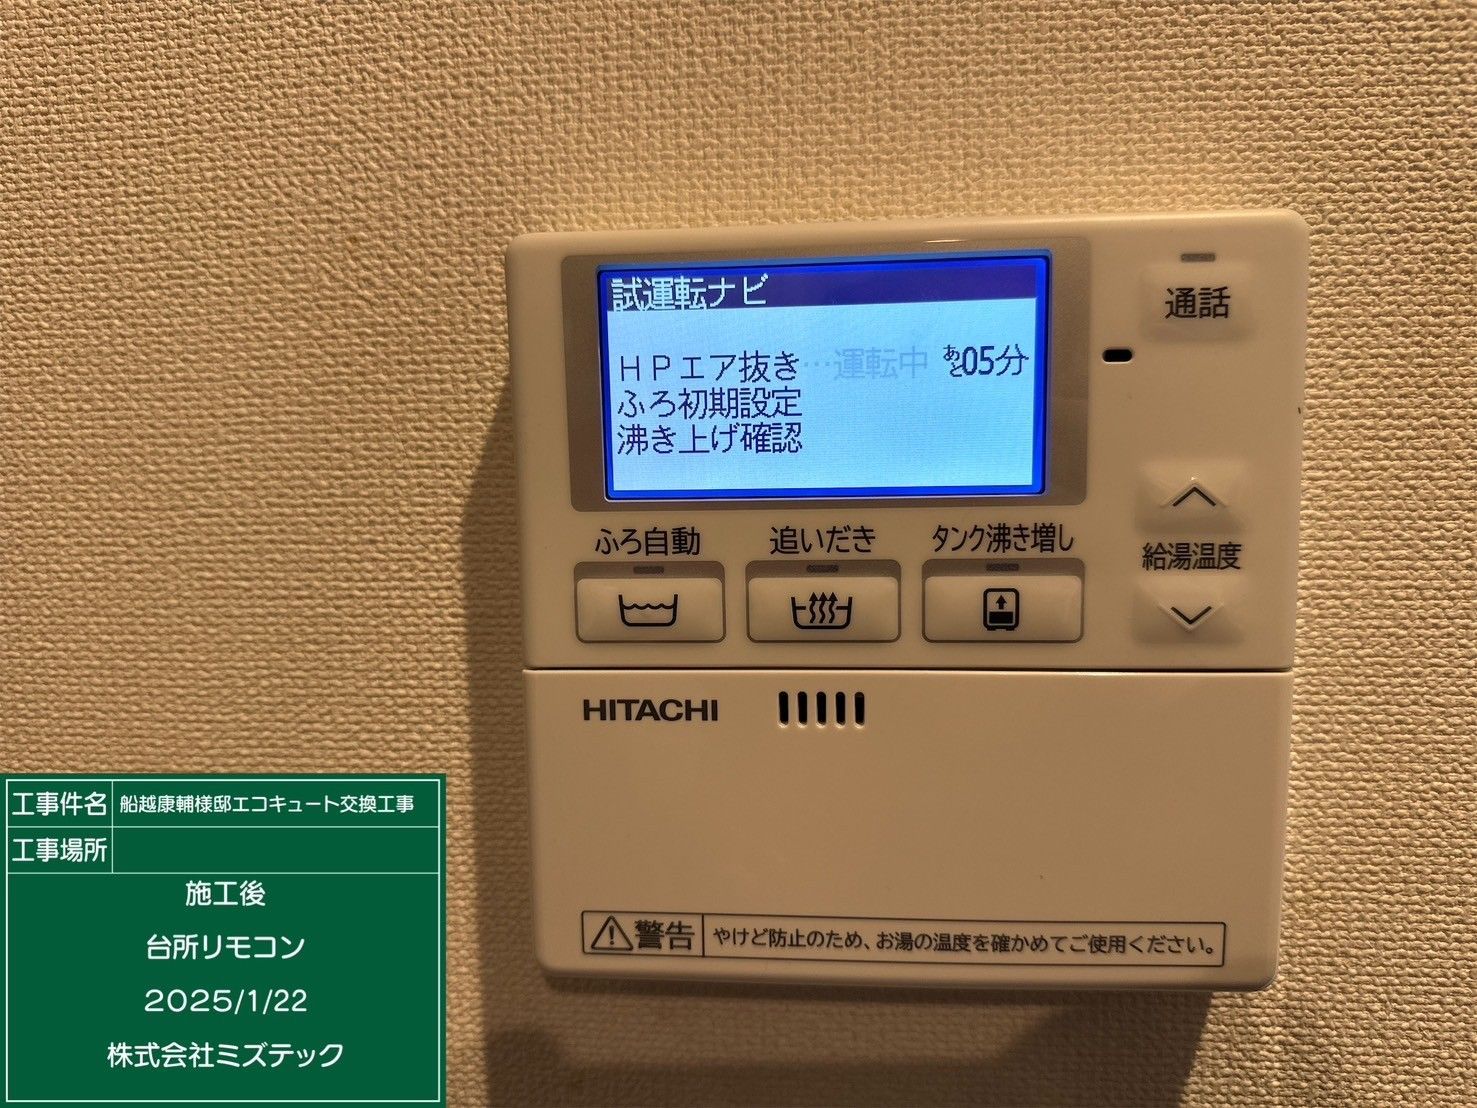 試運転ナビ
HPエア抜き…運転中 あと05分
ふろ初期設定
沸き上げ確認
通話
ふろ自動
追いだき
タンク沸き増し
給湯温度
HITACHI
警告 やけど防止のため、お湯の温度を確かめてご使用ください。
工事件名 船越康輔様邸エコキュート交換工事
工事場所
施工後
台所リモコン
2025/1/22
株式会社ミズテック